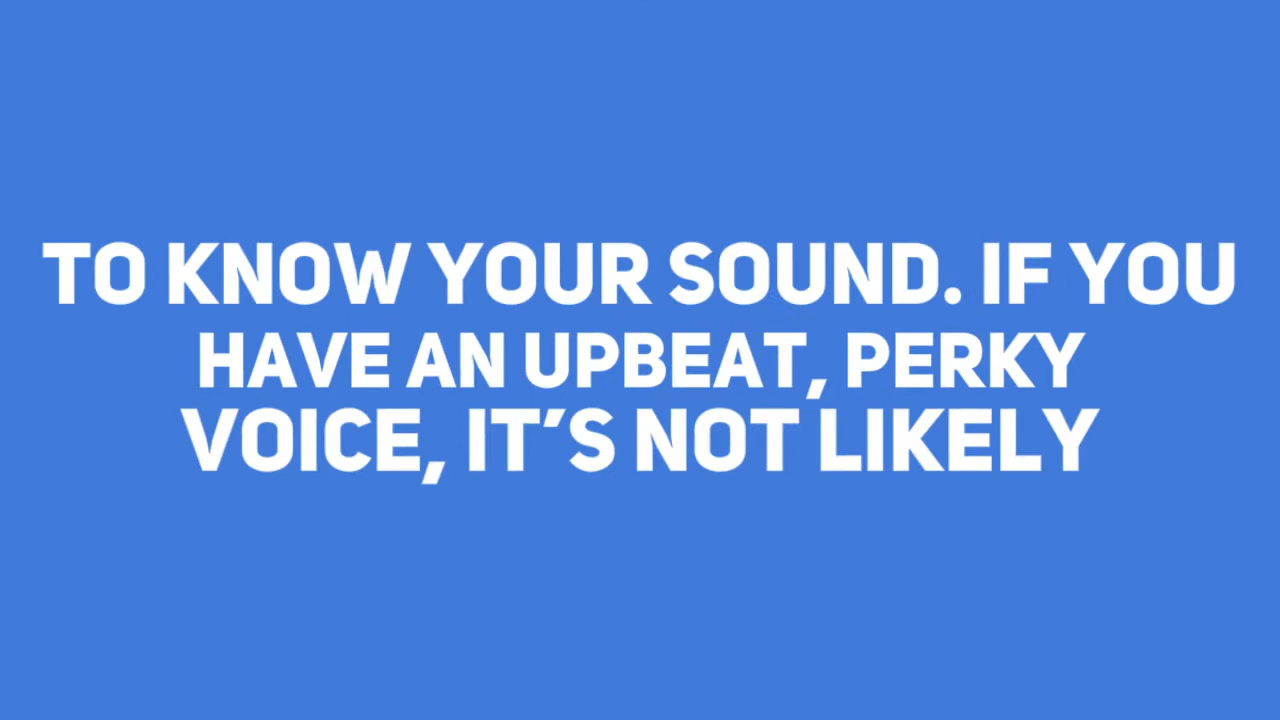 TO KNOW YOUR SOUND. IF YOU
HAVE AN UPBEAT, PERKY
VOICE, IT’S NOT LIKELY